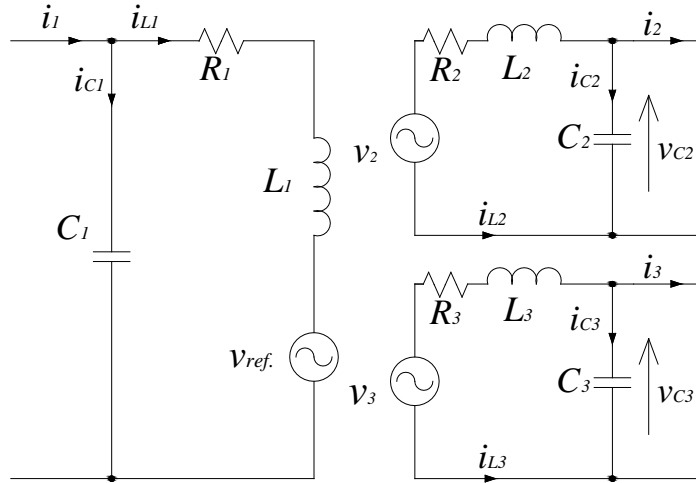 i1
iL1
R1
iC1
C1
L1
vref.
R2
L2
iC2
i2
v2
C2
vC2
iL2
R3
L3
iC3
i3
v3
C3
vC3
iL3